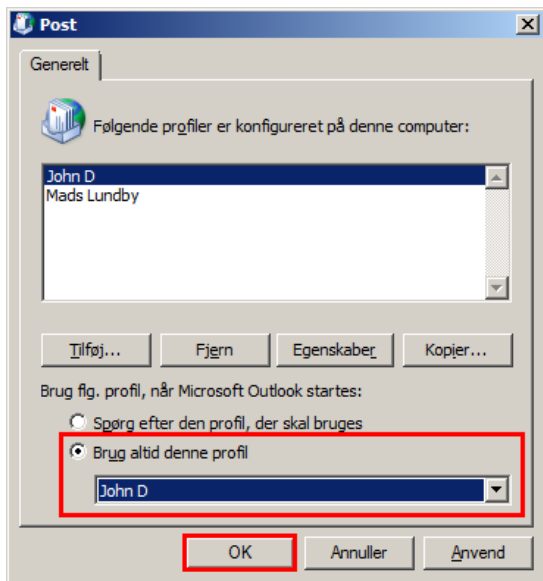 Post
Generelt
Følgende profiler er konfigureret på denne computer:
John D
Mads Lundby
Tilføj...
Fjern
Egenskaber
Kopier...
Brug flg. profil, når Microsoft Outlook startes:
Spørg efter den profil, der skal bruges
Brug altid denne profil
John D
OK
Annuller
Anvend